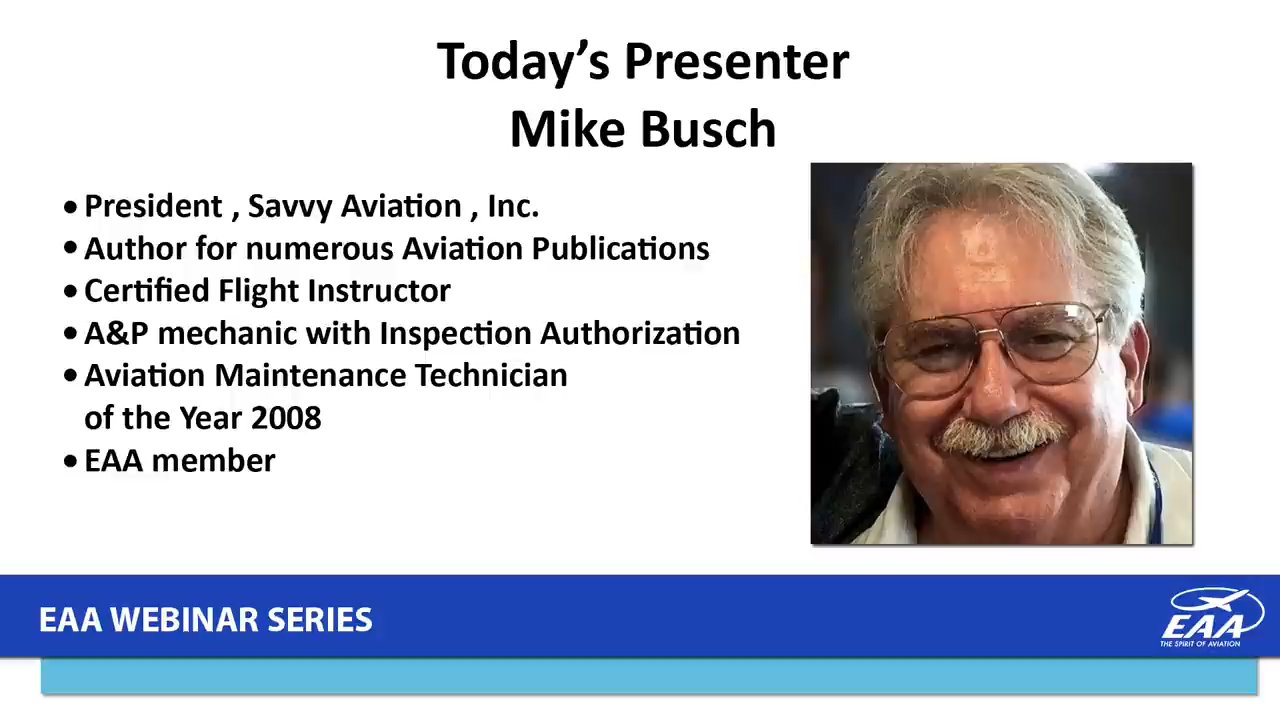 Today’s Presenter
Mike Busch
• President , Savvy Aviation , Inc.
• Author for numerous Aviation Publications
• Certified Flight Instructor
• A&P mechanic with Inspection Authorization
• Aviation Maintenance Technician
of the Year 2008
• EAA member
EAA WEBINAR SERIES
EAA
THE SPIRIT OF AVIATION